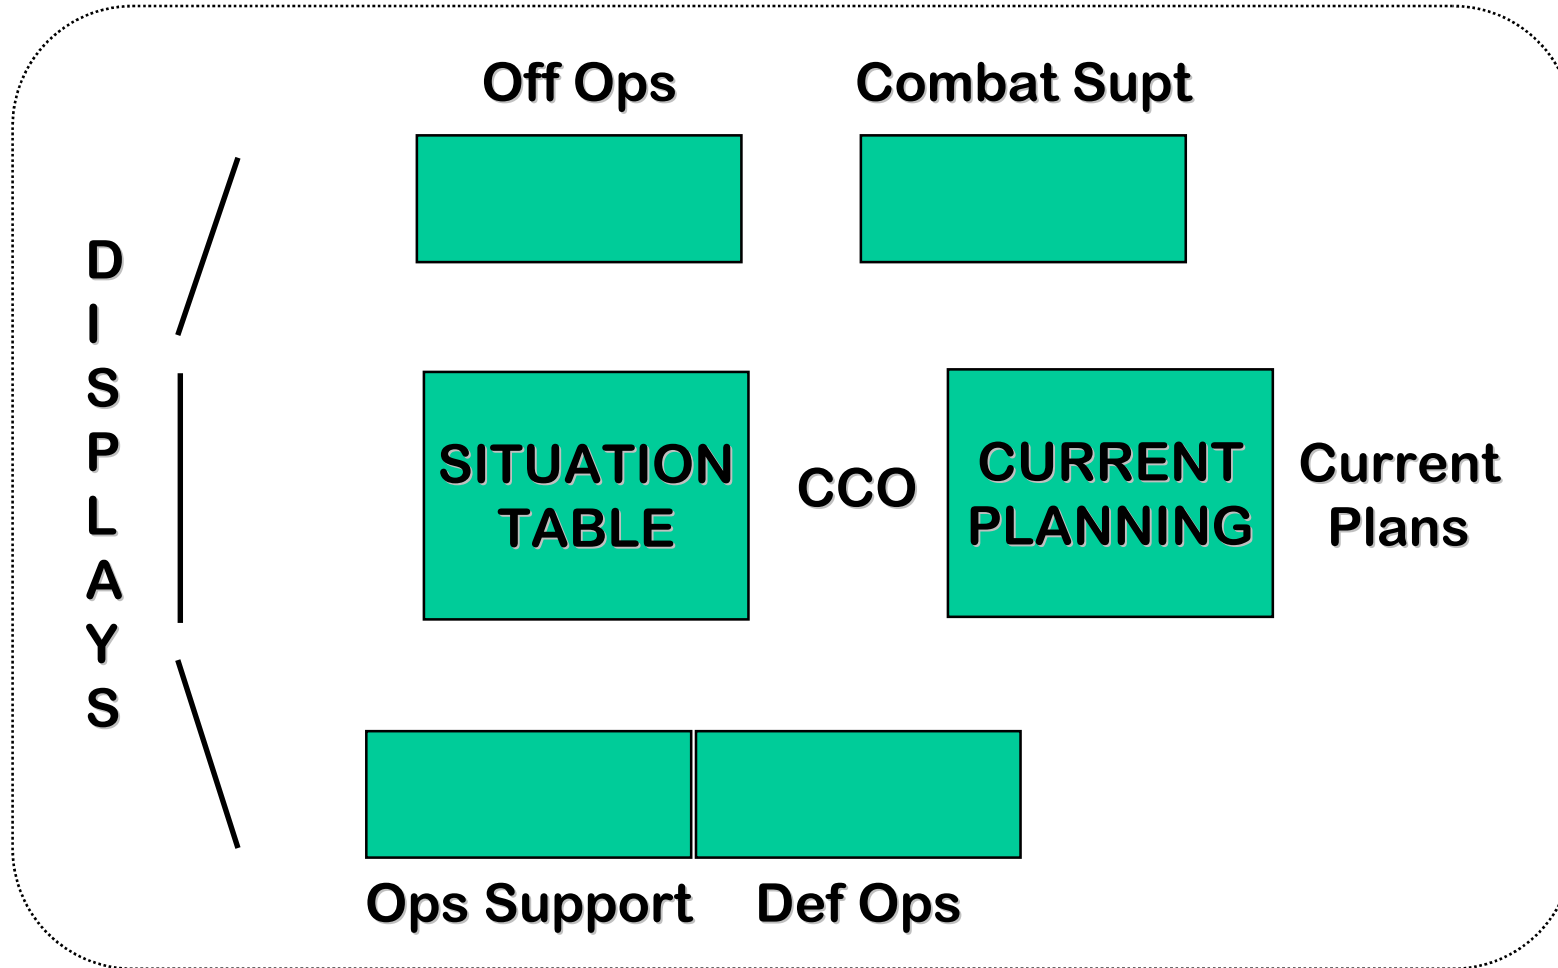 Off Ops
Combat Supt
D
I
S
P
L
A
Y
S
SITUATION
TABLE
CCO
CURRENT
PLANNING
Current
Plans
Ops Support
Def Ops